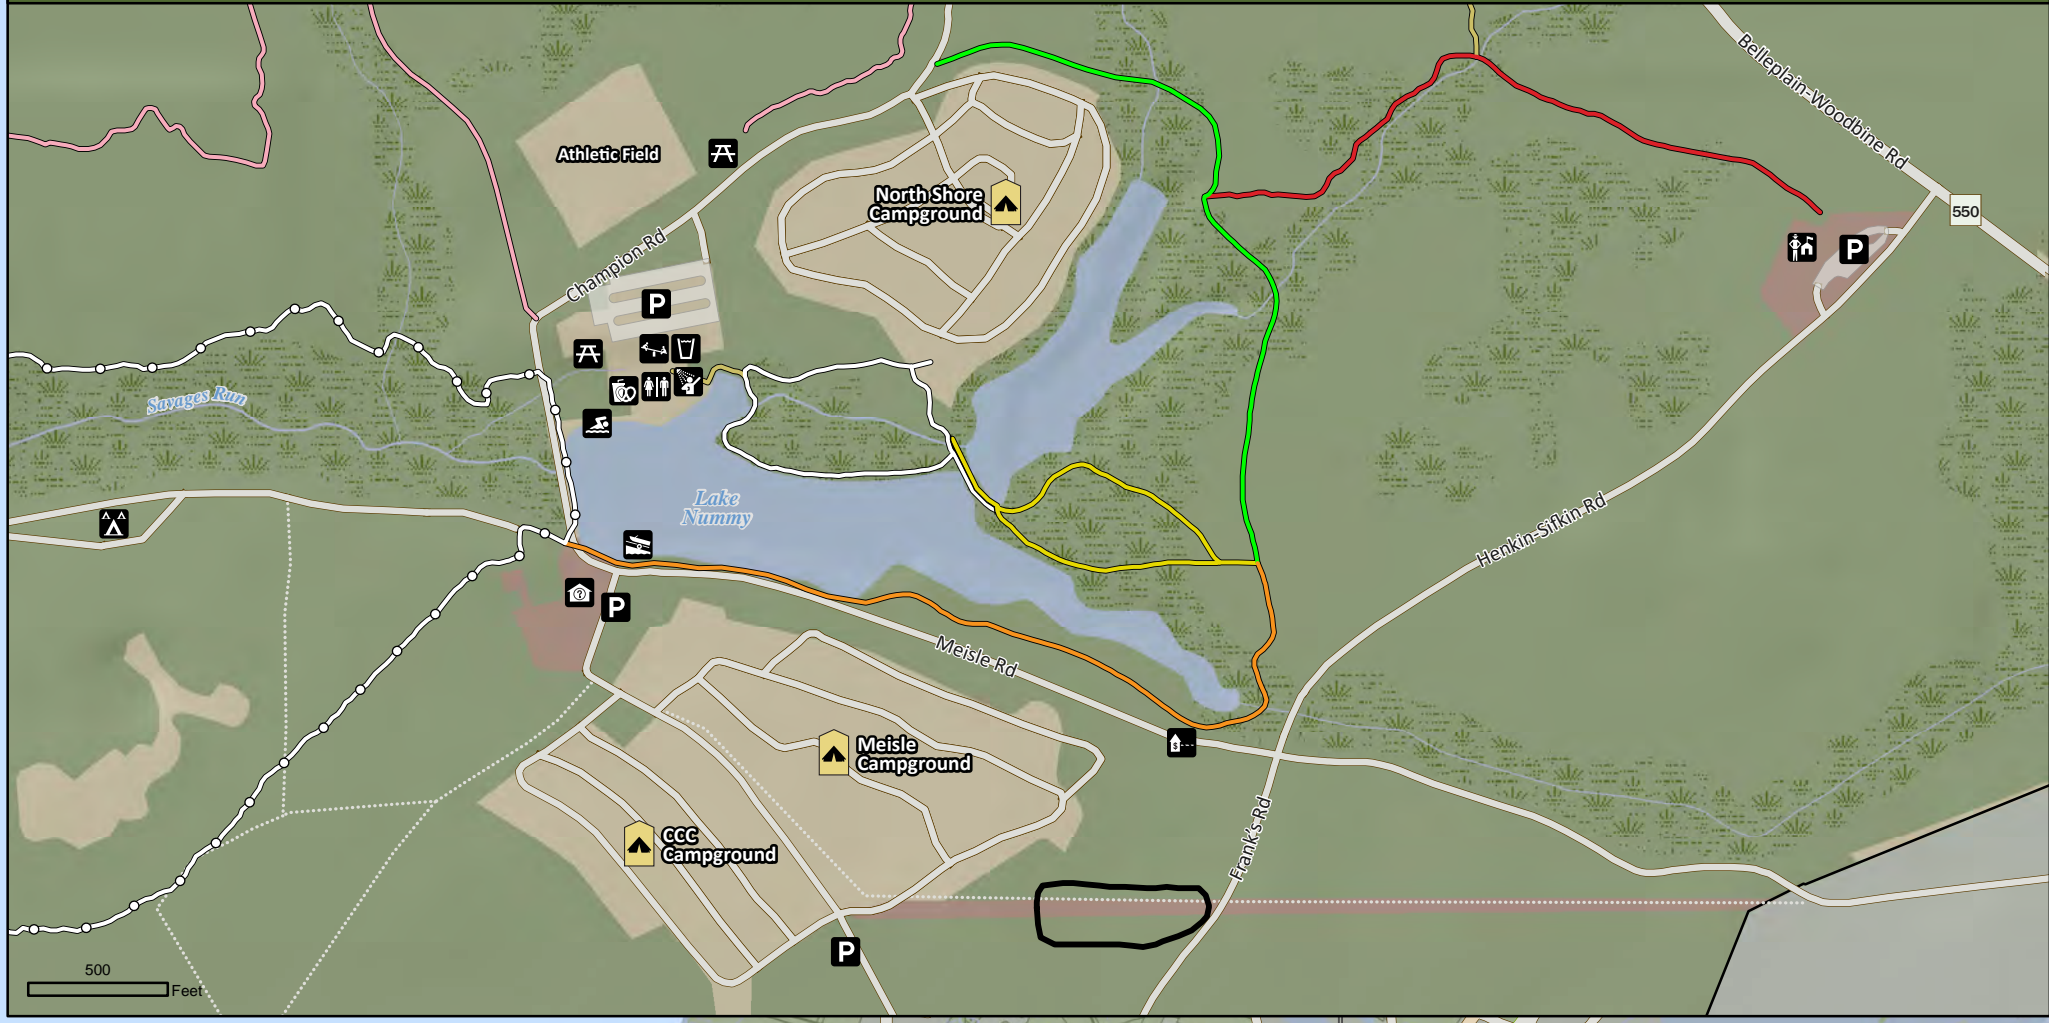 Belleplain-Woodbine Rd
Athletic Field
North Shore
Campground
550
P
Champion Rd
P
Savages Run
Lake
Nummy
Henkin-Sifkin Rd
P
Meisle Rd
Meisle
Campground
$
CCC
Campground
Frank's Rd
P
500
Feet